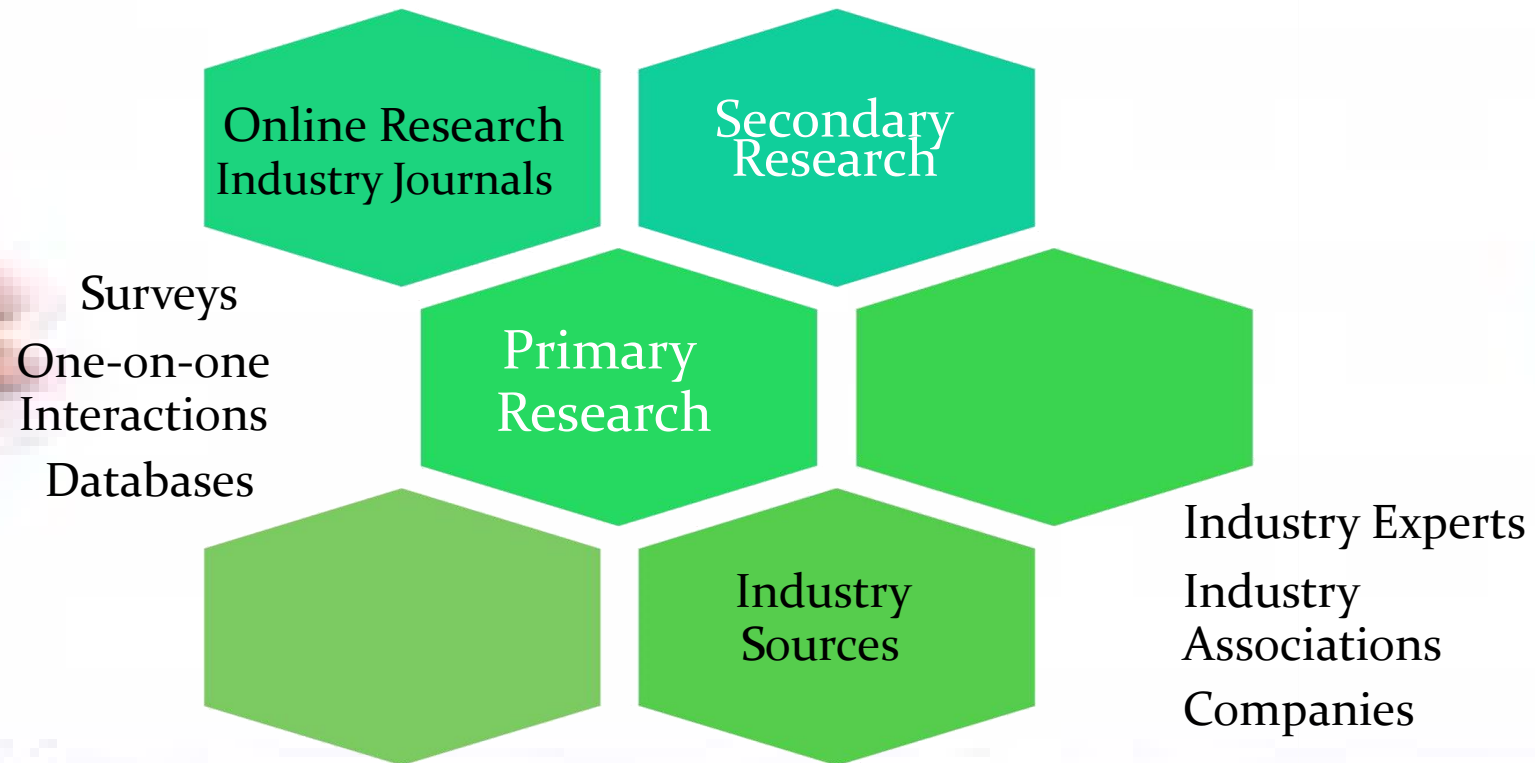 Online Research
Industry Journals
Secondary
Research
Surveys
One-on-one
Interactions
Databases
Primary
Research
Industry Experts
Industry
Associations
Companies
Industry
Sources